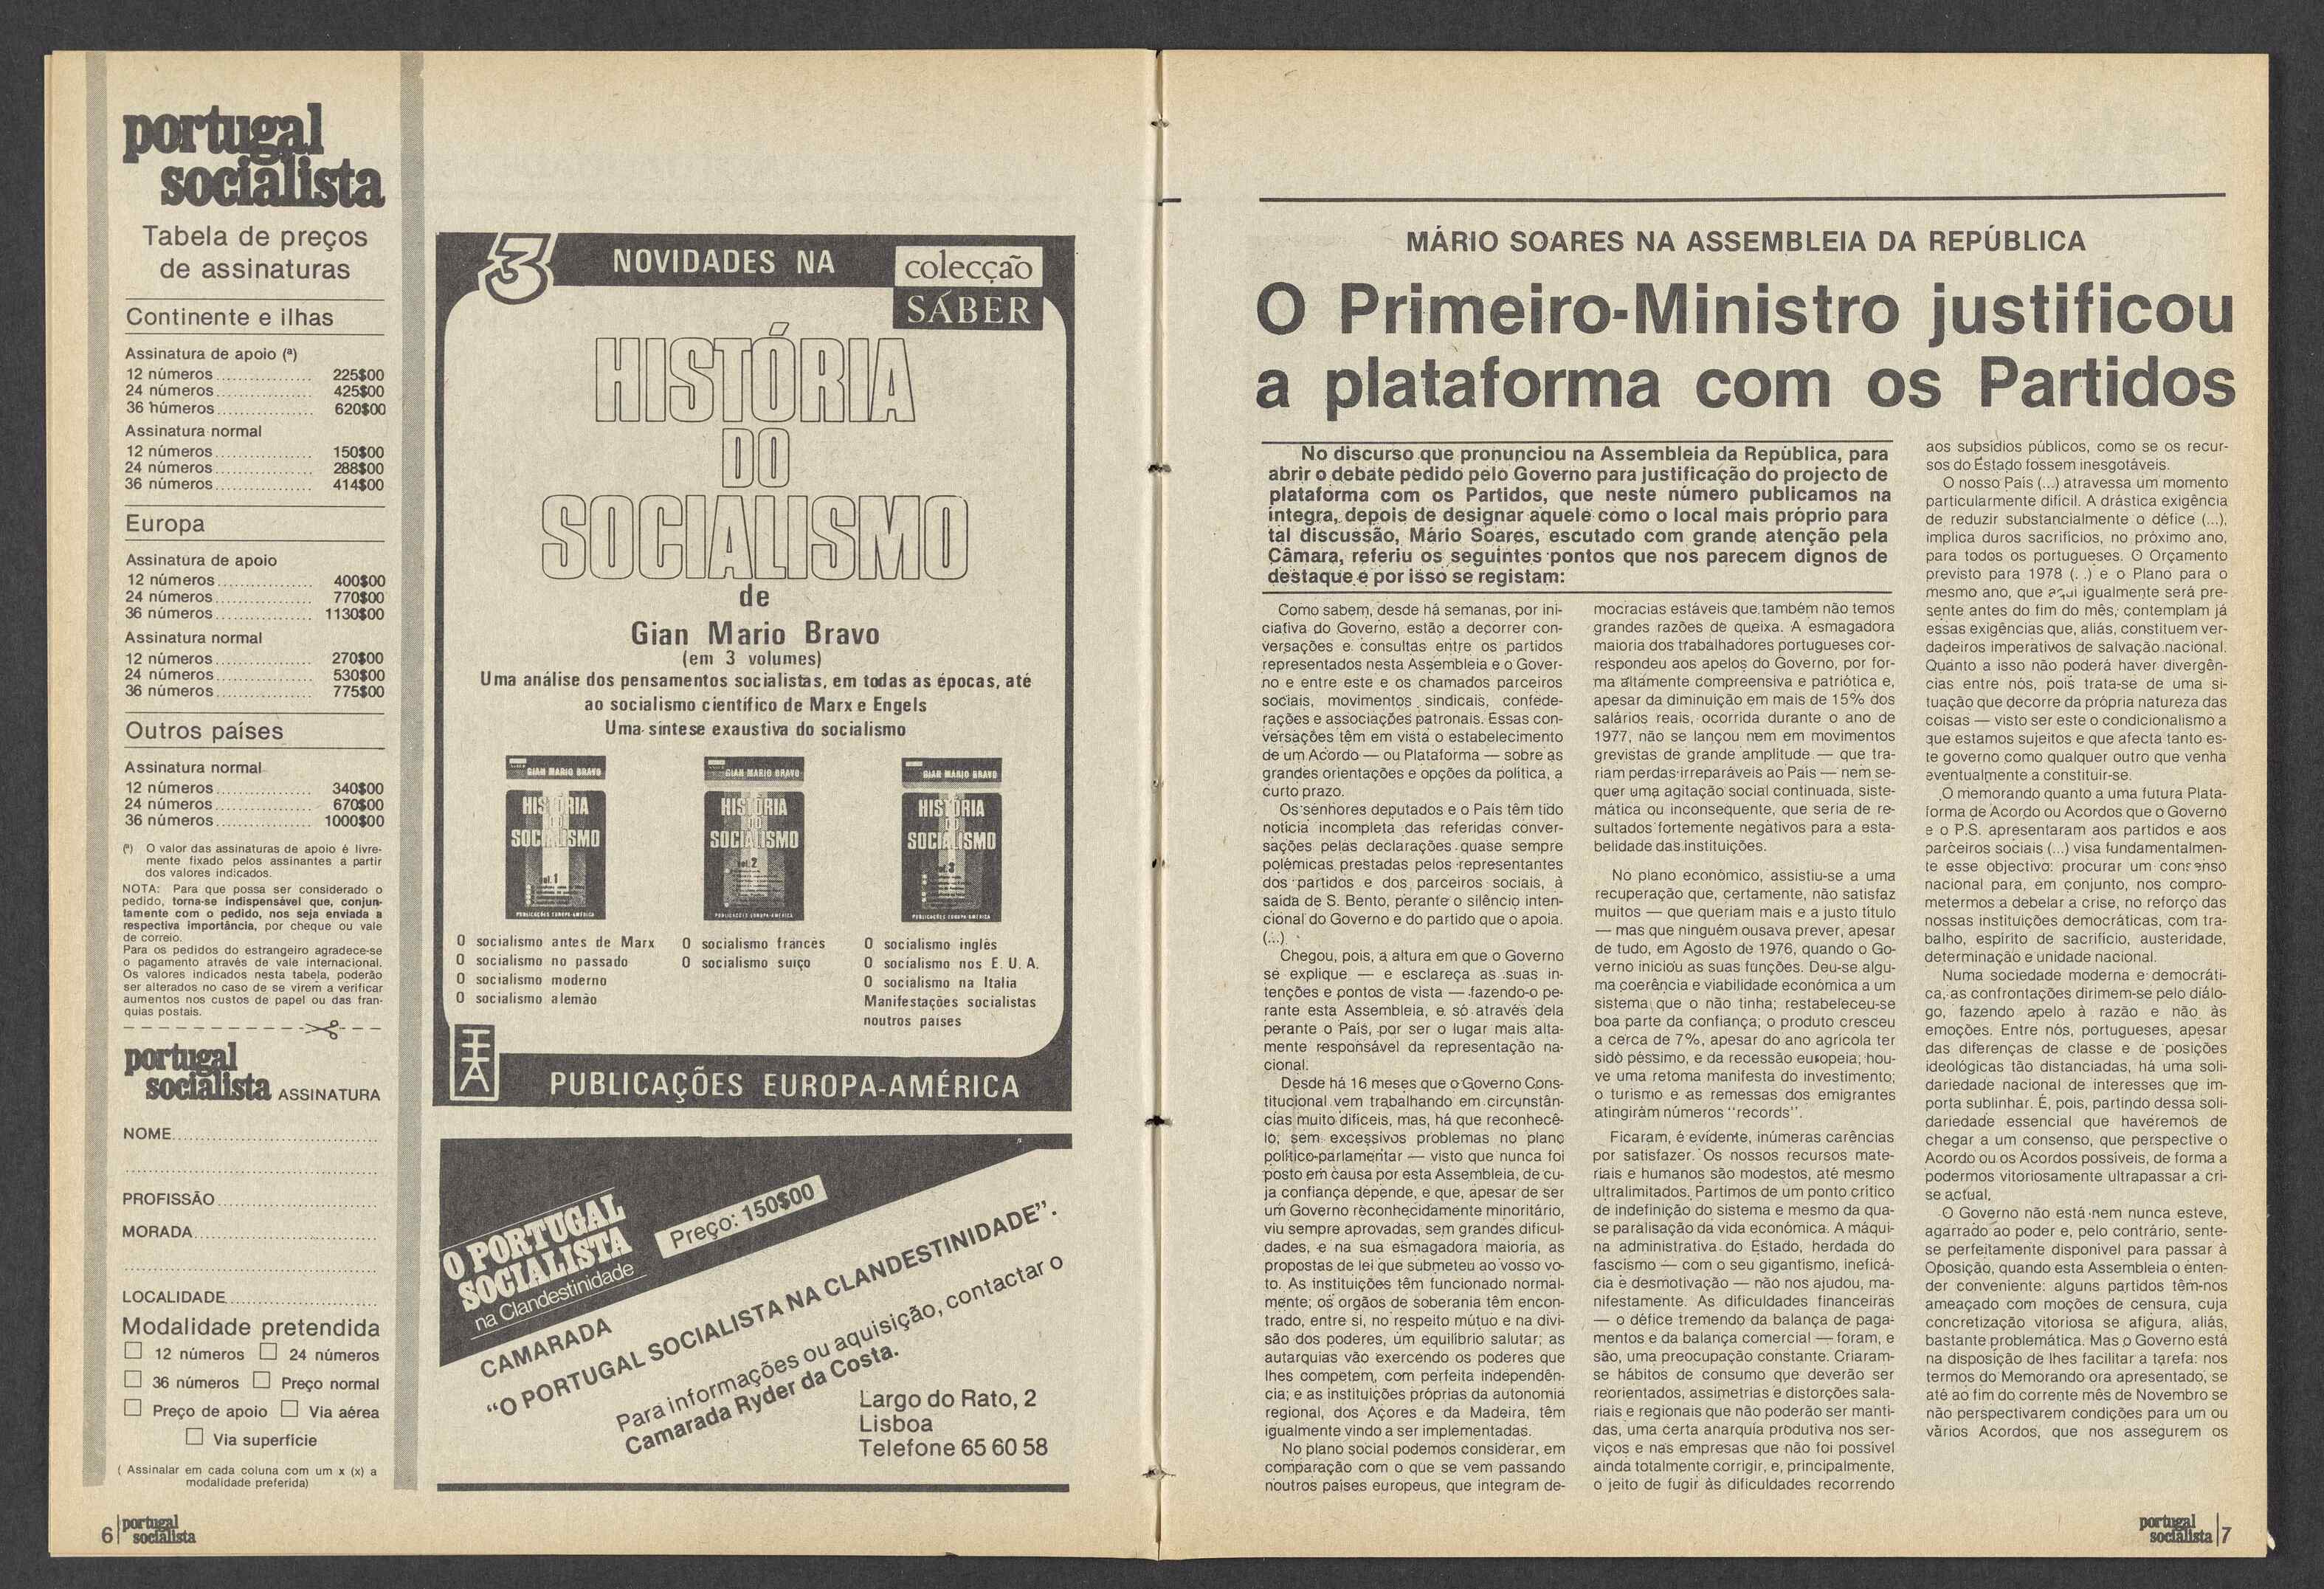 portugal
socialista
Tabela de preços
de assinaturas
Continente e ilhas
Assinatura de apoio (ª)
12 números................ 225$00
24 números................ 425$00
36 números................ 620$00
Assinatura normal
12 números................ 150$00
24 números................ 288$00
36 números................ 414$00
Europa
Assinatura de apoio
12 números................ 400$00
24 números................ 770$00
36 números................ 1130$00
Assinatura normal
12 números................ 270$00
24 números................ 530$00
36 números................ 775$00
Outros países
Assinatura normal
12 números................ 340$00
24 números................ 670$00
36 números................ 1000$00
(ª) O valor das assinaturas de apoio é livre-
mente fixado pelos assinantes a partir
dos valores indicados.
NOTA: Para que possa ser considerado o
pedido, torna-se indispensável que, conjun-
tamente com o pedido, nos seja enviada a
respectiva importância, por cheque ou vale
de correio.
Para os pedidos do estrangeiro agradece-se
o pagamento através de vale internacional.
Os valores indicados nesta tabela, poderão
ser alterados no caso de se virem a verificar
aumentos nos custos de papel ou das fran-
quias postais.
portugal
socialista ASSINATURA
NOME
PROFISSÃO
MORADA
LOCALIDADE
Modalidade pretendida
12 números 24 números
36 números Preço normal
Preço de apoio Via aérea
Via superfície
( Assinalar em cada coluna com um x (x) a
modalidade preferida)
6 portugal
socialista
3 NOVIDADES NA colecção
SABER
HISTÓRIA
DO
SOCIALISMO
de
Gian Mario Bravo
(em 3 volumes)
Uma análise dos pensamentos socialistas, em todas as épocas, até
ao socialismo científico de Marx e Engels
Uma síntese exaustiva do socialismo
GIAN MARIO BRAVO
HISTÓRIA
DO
SOCIALISMO
vol. 1
PUBLICAÇÕES EUROPA-AMÉRICA
GIAN MARIO BRAVO
HISTÓRIA
DO
SOCIALISMO
vol. 2
PUBLICAÇÕES EUROPA-AMÉRICA
GIAN MARIO BRAVO
HISTÓRIA
DO
SOCIALISMO
vol. 3
PUBLICAÇÕES EUROPA-AMÉRICA
O socialismo antes de Marx
O socialismo no passado
O socialismo moderno
O socialismo alemão
O socialismo francês
O socialismo suíço
O socialismo inglês
O socialismo nos E. U. A.
O socialismo na Itália
Manifestações socialistas
noutros países
PUBLICAÇÕES EUROPA-AMÉRICA
O PORTUGAL
SOCIALISTA
na Clandestinidade
Preço: 150$00
CAMARADA
“O PORTUGAL SOCIALISTA NA CLANDESTINIDADE”.
Para informações ou aquisição, contactar o
Camarada Ryder da Costa.
Largo do Rato, 2
Lisboa
Telefone 65 60 58
MÁRIO SOARES NA ASSEMBLEIA DA REPÚBLICA
O Primeiro-Ministro justificou
a plataforma com os Partidos
No discurso que pronunciou na Assembleia da República, para
abrir o debate pedido pelo Governo para justificação do projecto de
plataforma com os Partidos, que neste número publicamos na
íntegra, depois de designar aquele como o local mais próprio para
tal discussão, Mário Soares, escutado com grande atenção pela
Câmara, referiu os seguintes pontos que nos parecem dignos de
destaque e por isso se registam:
Como sabem, desde há semanas, por ini-
ciativa do Governo, estão a decorrer con-
versações e consultas entre os partidos
representados nesta Assembleia e o Gover-
no e entre este e os chamados parceiros
sociais, movimentos sindicais, confede-
rações e associações patronais. Essas con-
versações têm em vista o estabelecimento
de um Acordo — ou Plataforma — sobre as
grandes orientações e opções da política, a
curto prazo.
Os senhores deputados e o País têm tido
notícia incompleta das referidas conver-
sações pelas declarações quase sempre
polémicas prestadas pelos representantes
dos partidos e dos parceiros sociais, à
saída de S. Bento, perante o silêncio inten-
cional do Governo e do partido que o apoia.
(...)
Chegou, pois, a altura em que o Governo
se explique — e esclareça as suas in-
tenções e pontos de vista — fazendo-o pe-
rante esta Assembleia, e só através dela
perante o País, por ser o lugar mais alta-
mente responsável da representação na-
cional.
Desde há 16 meses que o Governo Cons-
titucional vem trabalhando em circunstân-
cias muito difíceis, mas, há que reconhecê-
lo, sem excessivos problemas no plano
político-parlamentar — visto que nunca foi
posto em causa por esta Assembleia, de cu-
ja confiança depende, e que, apesar de ser
um Governo reconhecidamente minoritário,
viu sempre aprovadas, sem grandes dificul-
dades, e na sua esmagadora maioria, as
propostas de lei que submeteu ao vosso vo-
to. As instituições têm funcionado normal-
mente; os orgãos de soberania têm encon-
trado, entre si, no respeito mútuo e na divi-
são dos poderes, um equilíbrio salutar; as
autarquias vão exercendo os poderes que
lhes competem, com perfeita independên-
cia; e as instituições próprias da autonomia
regional, dos Açores e da Madeira, têm
igualmente vindo a ser implementadas.
No plano social podemos considerar, em
comparação com o que se vem passando
noutros países europeus, que integram de-
mocracias estáveis que também não temos
grandes razões de queixa. A esmagadora
maioria dos trabalhadores portugueses cor-
respondeu aos apelos do Governo, por for-
ma altamente compreensiva e patriótica e,
apesar da diminuição em mais de 15% dos
salários reais, ocorrida durante o ano de
1977, não se lançou nem em movimentos
grevistas de grande amplitude — que tra-
riam perdas irreparáveis ao País — nem se-
quer uma agitação social continuada, siste-
mática ou inconsequente, que seria de re-
sultados fortemente negativos para a esta-
belidade das instituições.
No plano económico, assistiu-se a uma
recuperação que, certamente, não satisfaz
muitos — que queriam mais e a justo título
— mas que ninguém ousava prever, apesar
de tudo, em Agosto de 1976, quando o Go-
verno iniciou as suas funções. Deu-se algu-
ma coerência e viabilidade económica a um
sistema que o não tinha; restabeleceu-se
boa parte da confiança; o produto cresceu
a cerca de 7%, apesar do ano agrícola ter
sido péssimo, e da recessão europeia; hou-
ve uma retoma manifesta do investimento;
o turismo e as remessas dos emigrantes
atingirám números “records”.
Ficaram, é evidente, inúmeras carências
por satisfazer. Os nossos recursos mate-
riais e humanos são modestos, até mesmo
ultralimitados. Partimos de um ponto crítico
de indefinição do sistema e mesmo da qua-
se paralisação da vida económica. A máqui-
na administrativa do Estado, herdada do
fascismo — com o seu gigantismo, inefica-
cia e desmotivação — não nos ajudou, ma-
nifestamente. As dificuldades financeiras
— o défice tremendo da balança de paga-
mentos e da balança comercial — foram, e
são, uma preocupação constante. Criaram-
se hábitos de consumo que deverão ser
reorientados, assimetrias e distorções sala-
riais e regionais que não poderão ser manti-
das, uma certa anarquia produtiva nos ser-
viços e nas empresas que não foi possível
ainda totalmente corrigir, e, principalmente,
o jeito de fugir às dificuldades recorrendo
aos subsídios públicos, como se os recur-
sos do Estado fossem inesgotáveis.
O nosso País (...) atravessa um momento
particularmente difícil. A drástica exigência
de reduzir substancialmente o défice (...),
implica duros sacrifícios, no próximo ano,
para todos os portugueses. O Orçamento
previsto para 1978 (...) e o Plano para o
mesmo ano, que aqui igualmente será pre-
sente antes do fim do mês, contemplam já
essas exigências que, aliás, constituem ver-
dadeiros imperativos de salvação nacional.
Quanto a isso não poderá haver divergên-
cias entre nós, pois trata-se de uma si-
tuação que decorre da própria natureza das
coisas — visto ser este o condicionalismo a
que estamos sujeitos e que afecta tanto es-
te governo como qualquer outro que venha
eventualmente a constituir-se.
O memorando quanto a uma futura Plata-
forma de Acordo ou Acordos que o Governo
e o P.S. apresentaram aos partidos e aos
parceiros sociais (...) visa fundamentalmen-
te esse objectivo: procurar um consenso
nacional para, em conjunto, nos compro-
metermos a debelar a crise, no reforço das
nossas instituições democráticas, com tra-
balho, espírito de sacrifício, austeridade,
determinação e unidade nacional.
Numa sociedade moderna e democráti-
ca, as confrontações dirimem-se pelo diálo-
go, fazendo apelo à razão e não às
emoções. Entre nós, portugueses, apesar
das diferenças de classe e de posições
ideológicas tão distanciadas, há uma soli-
dariedade nacional de interesses que im-
porta sublinhar. É, pois, partindo dessa soli-
dariedade essencial que havéremos de
chegar a um consenso, que perspective o
Acordo ou os Acordos possíveis, de forma a
podermos vitoriosamente ultrapassar a cri-
se actual.
O Governo não está nem nunca esteve,
agarrado ao poder e, pelo contrário, sente-
se perfeitamente disponível para passar à
Oposição, quando esta Assembleia o enten-
der conveniente: alguns partidos têm-nos
ameaçado com moções de censura, cuja
concretização vitoriosa se afigura, aliás,
bastante problemática. Mas o Governo está
na disposição de lhes facilitar a tarefa: nos
termos do Memorando ora apresentado, se
até ao fim do corrente mês de Novembro se
não perspectivarem condições para um ou
vários Acordos, que nos assegurem os
portugal
socialista 7